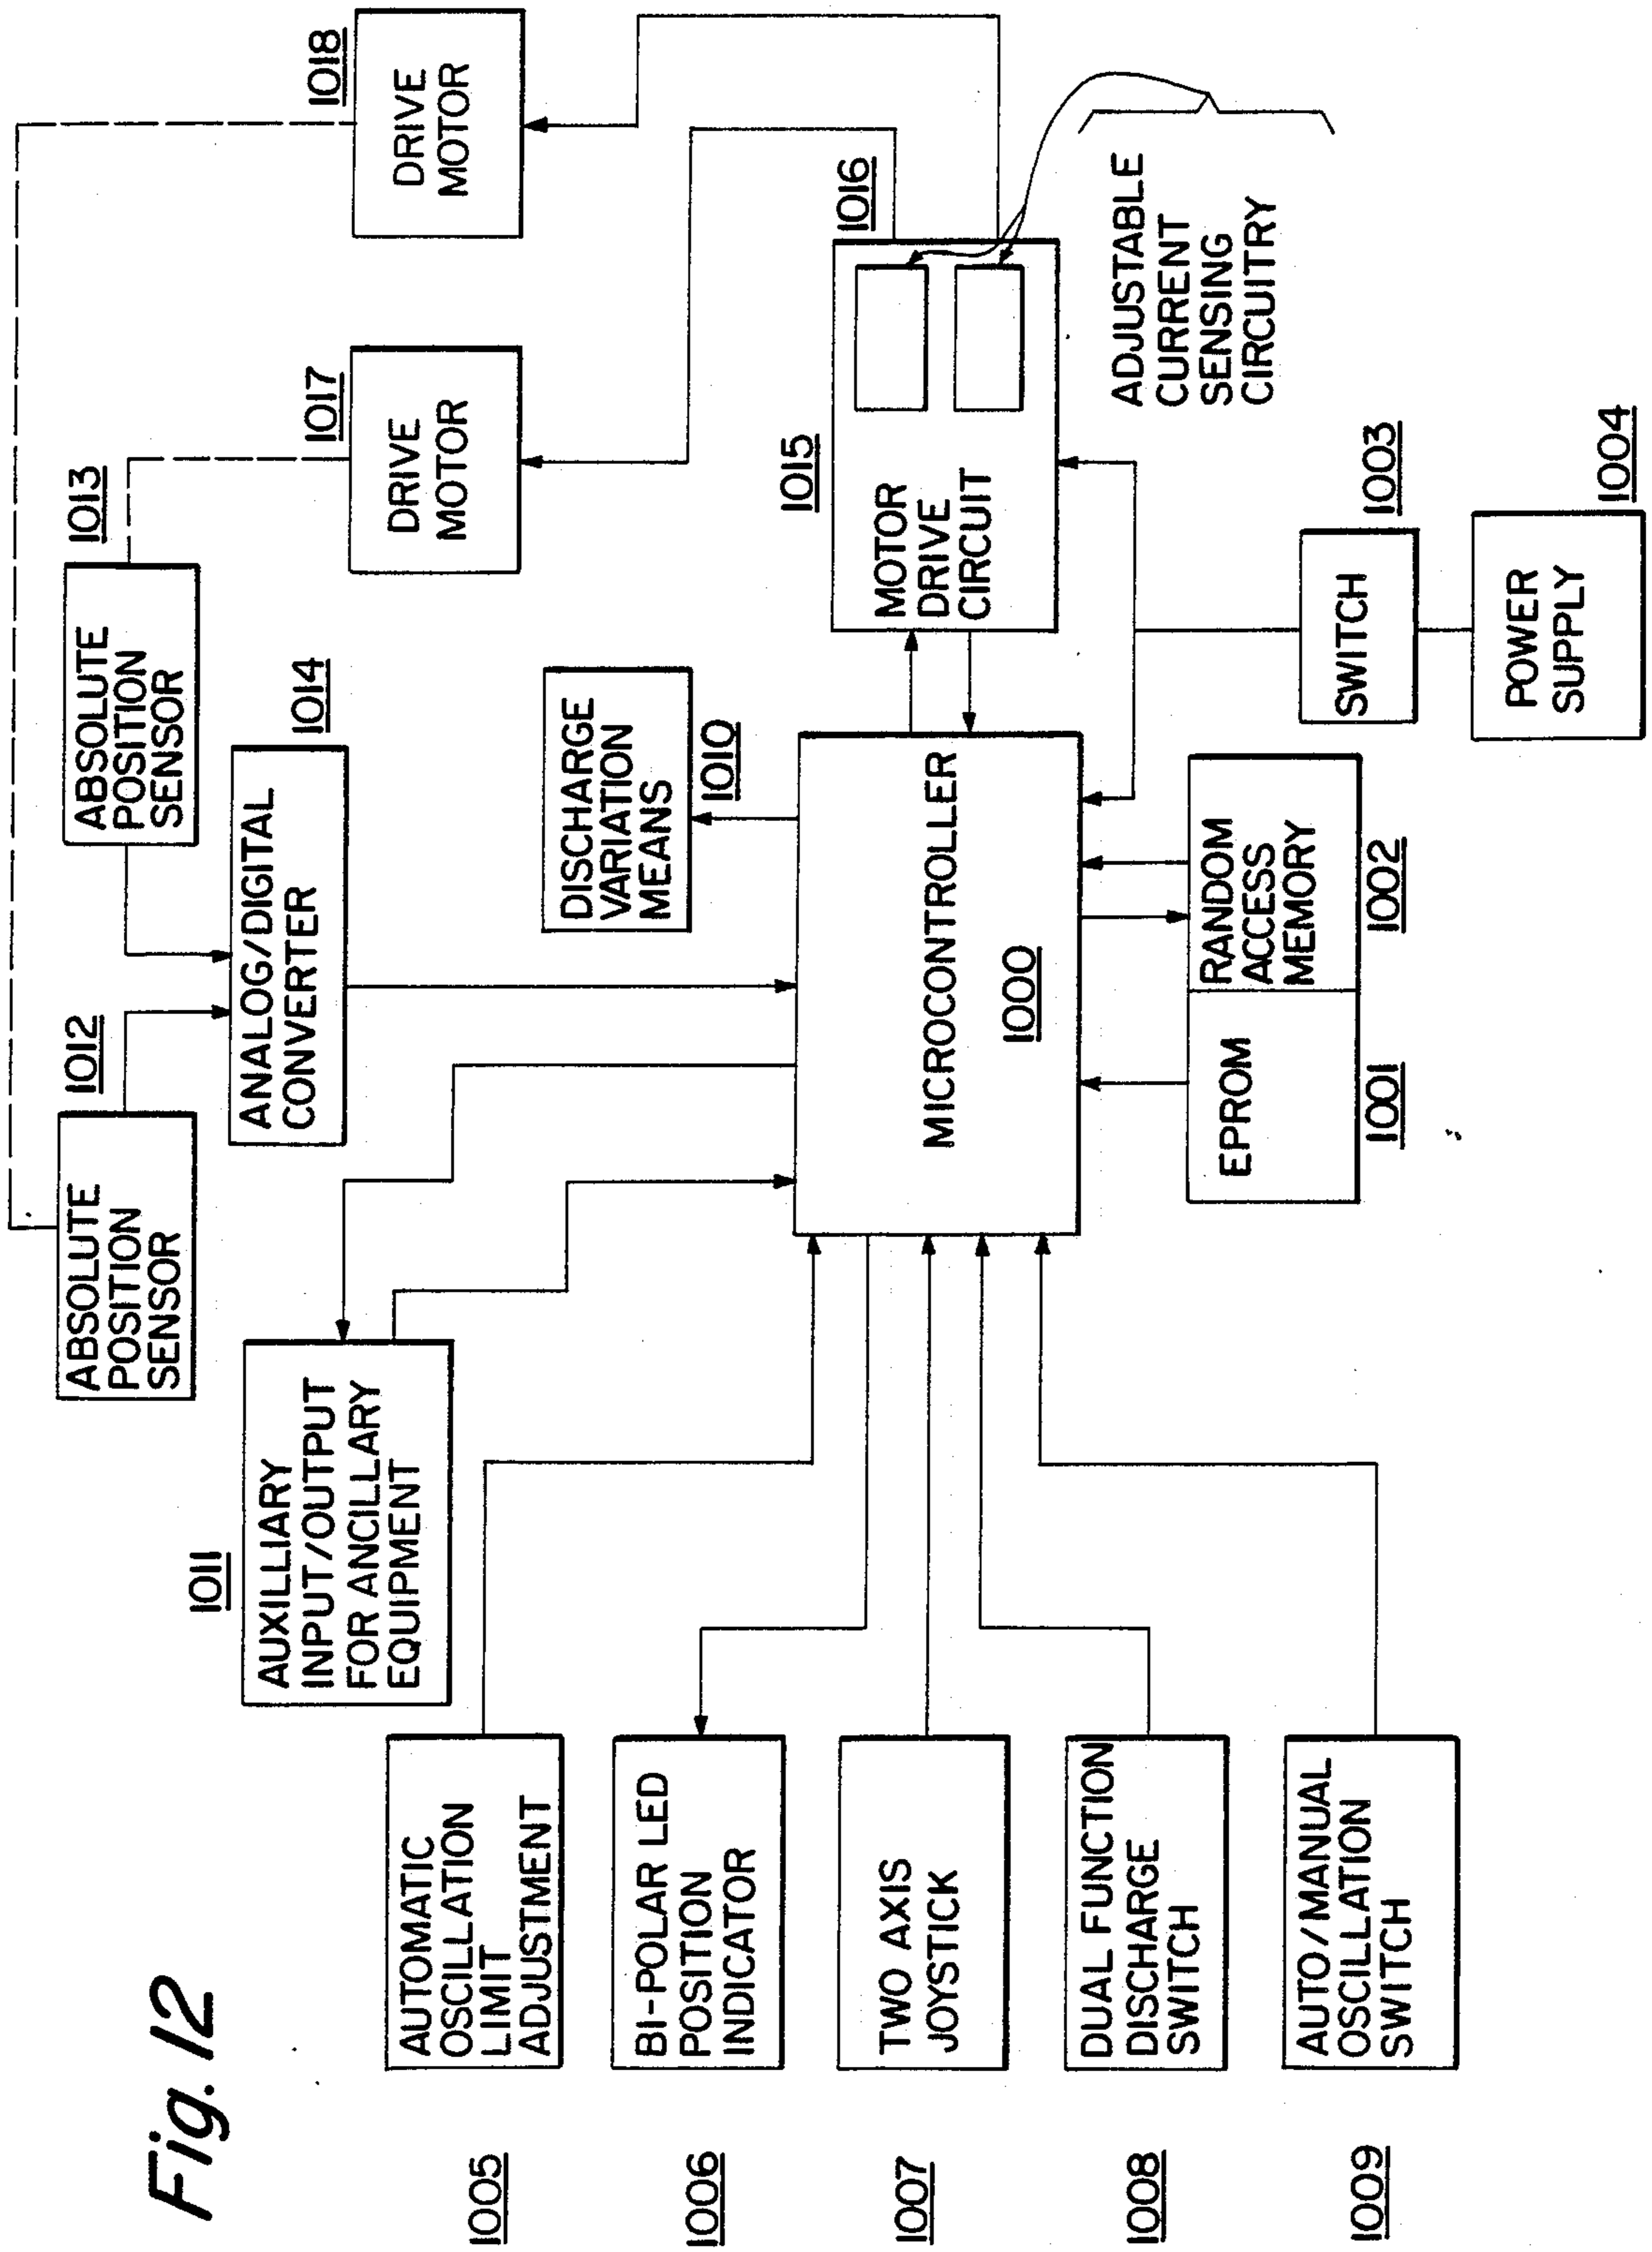 Fig. 12
1005
AUTOMATIC
OSCILLATION
LIMIT
ADJUSTMENT
1006
BI-POLAR LED
POSITION
INDICATOR
1007
TWO AXIS
JOYSTICK
1008
DUAL FUNCTION
DISCHARGE
SWITCH
1009
AUTO/MANUAL
OSCILLATION
SWITCH
1011
AUXILLIARY
INPUT/OUTPUT
FOR ANCILLARY
EQUIPMENT
ABSOLUTE
POSITION
SENSOR
1012
ANALOG/DIGITAL
CONVERTER
1014
ABSOLUTE
POSITION
SENSOR
1013
MICROCONTROLLER
1000
EPROM
1001
RANDOM
ACCESS
MEMORY
1002
DISCHARGE
VARIATION
MEANS
1010
MOTOR
DRIVE
CIRCUIT
1015
1016
ADJUSTABLE
CURRENT
SENSING
CIRCUITRY
SWITCH
1003
POWER
SUPPLY
1004
DRIVE
MOTOR
1017
DRIVE
MOTOR
1018